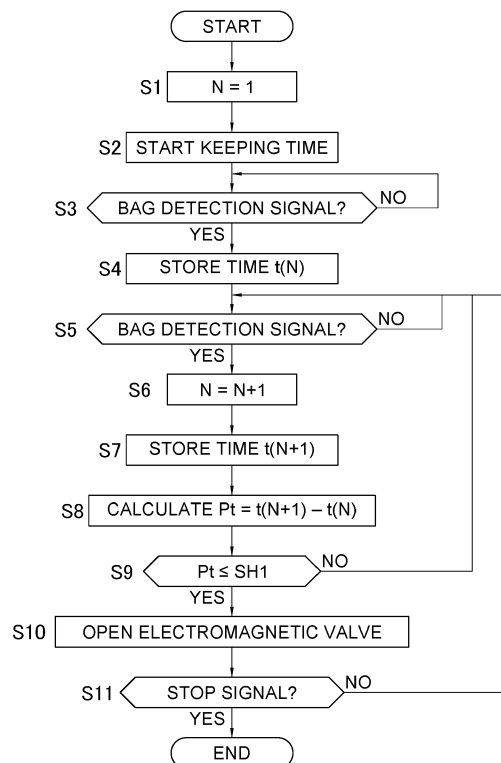 START
S1 N = 1
S2 START KEEPING TIME
S3 BAG DETECTION SIGNAL? NO
YES
S4 STORE TIME t(N)
S5 BAG DETECTION SIGNAL? NO
YES
S6 N = N+1
S7 STORE TIME t(N+1)
S8 CALCULATE Pt = t(N+1) – t(N)
S9 Pt ≤ SH1 NO
YES
S10 OPEN ELECTROMAGNETIC VALVE
S11 STOP SIGNAL? NO
YES
END